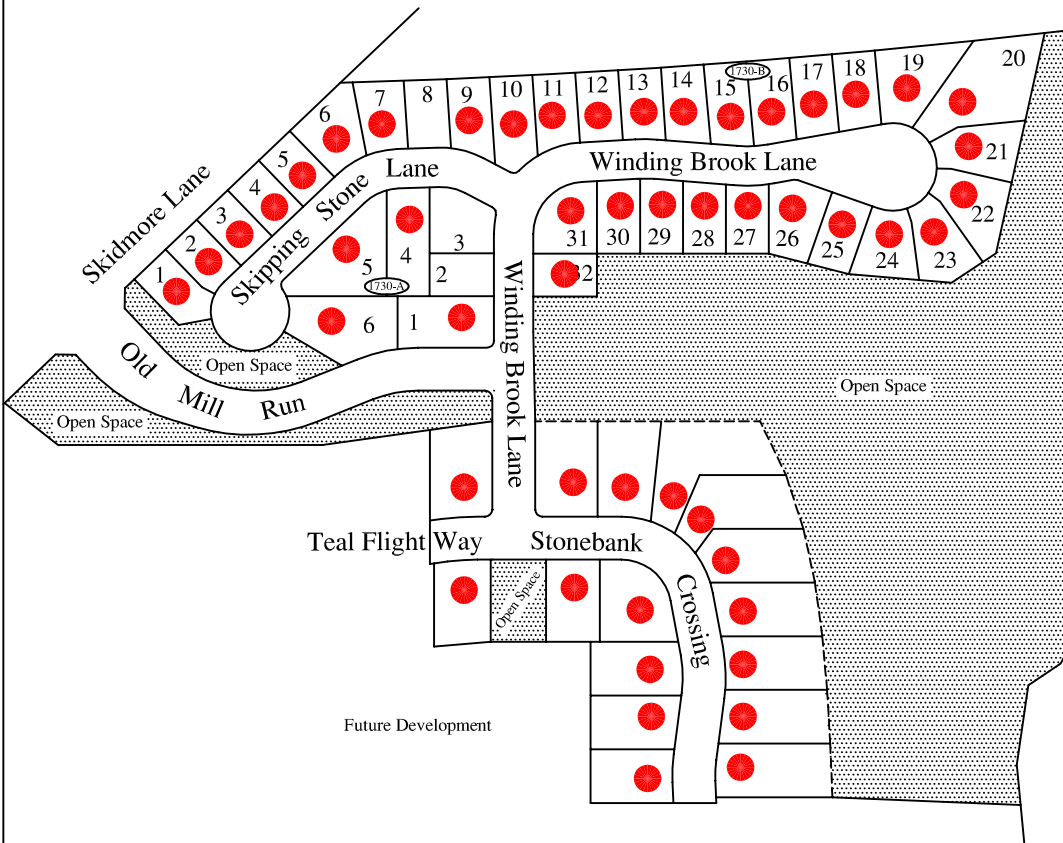 20
19
18
17
1730-B
16
15
14
13
12
11
10
9
8
7
6
5
4
3
2
1
Skidmore Lane
Skipping Stone Lane
Winding Brook Lane
21
22
23
24
25
26
27
28
29
30
31
32
3
2
4
5
1730-A
6
1
Winding Brook Lane
Open Space
Old Mill Run
Open Space
Open Space
Teal Flight Way
Stonebank Crossing
Open Space
Future Development